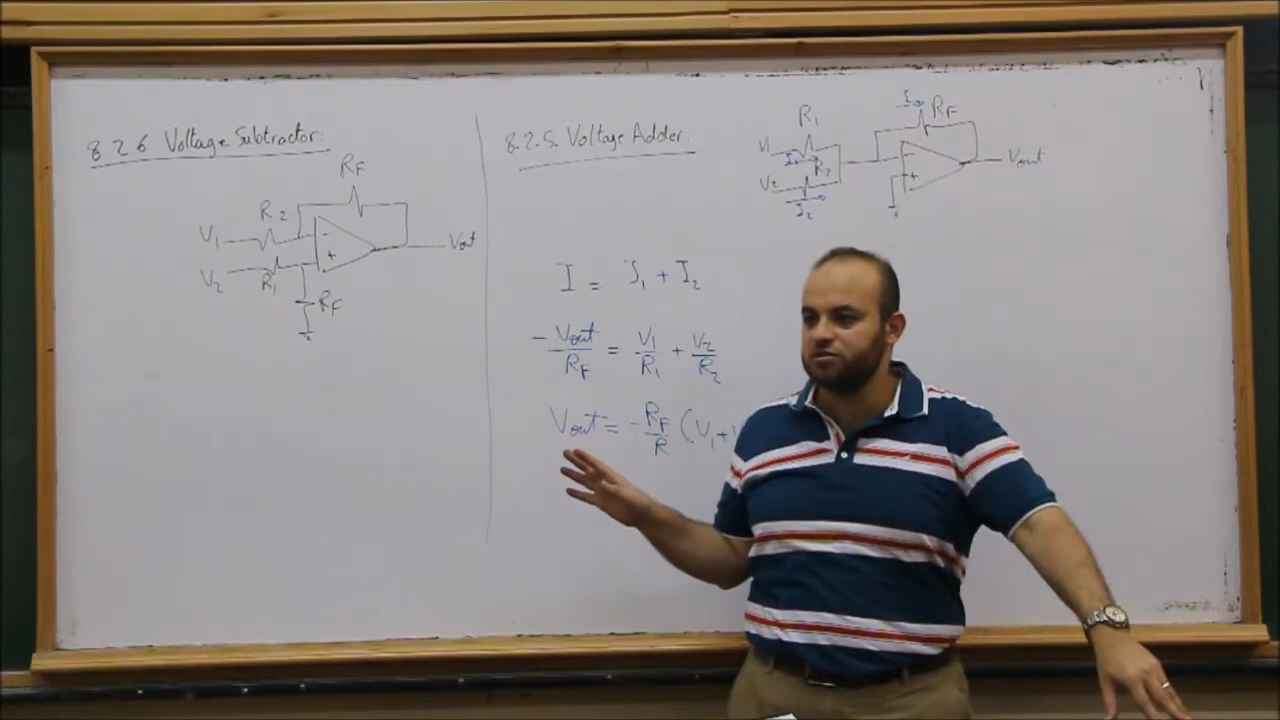 8.2.6 Voltage Subtractor:
RF
R2
V1
Vout
+
V2
R1
RF
8.2.5. Voltage Adder.
I
RF
R1
V1
I1
R2
V2
I2
−
+
Vout
I = I1 + I2
- Vout/RF = V1/R1 + V2/R2
Vout = - RF/R (V1 +